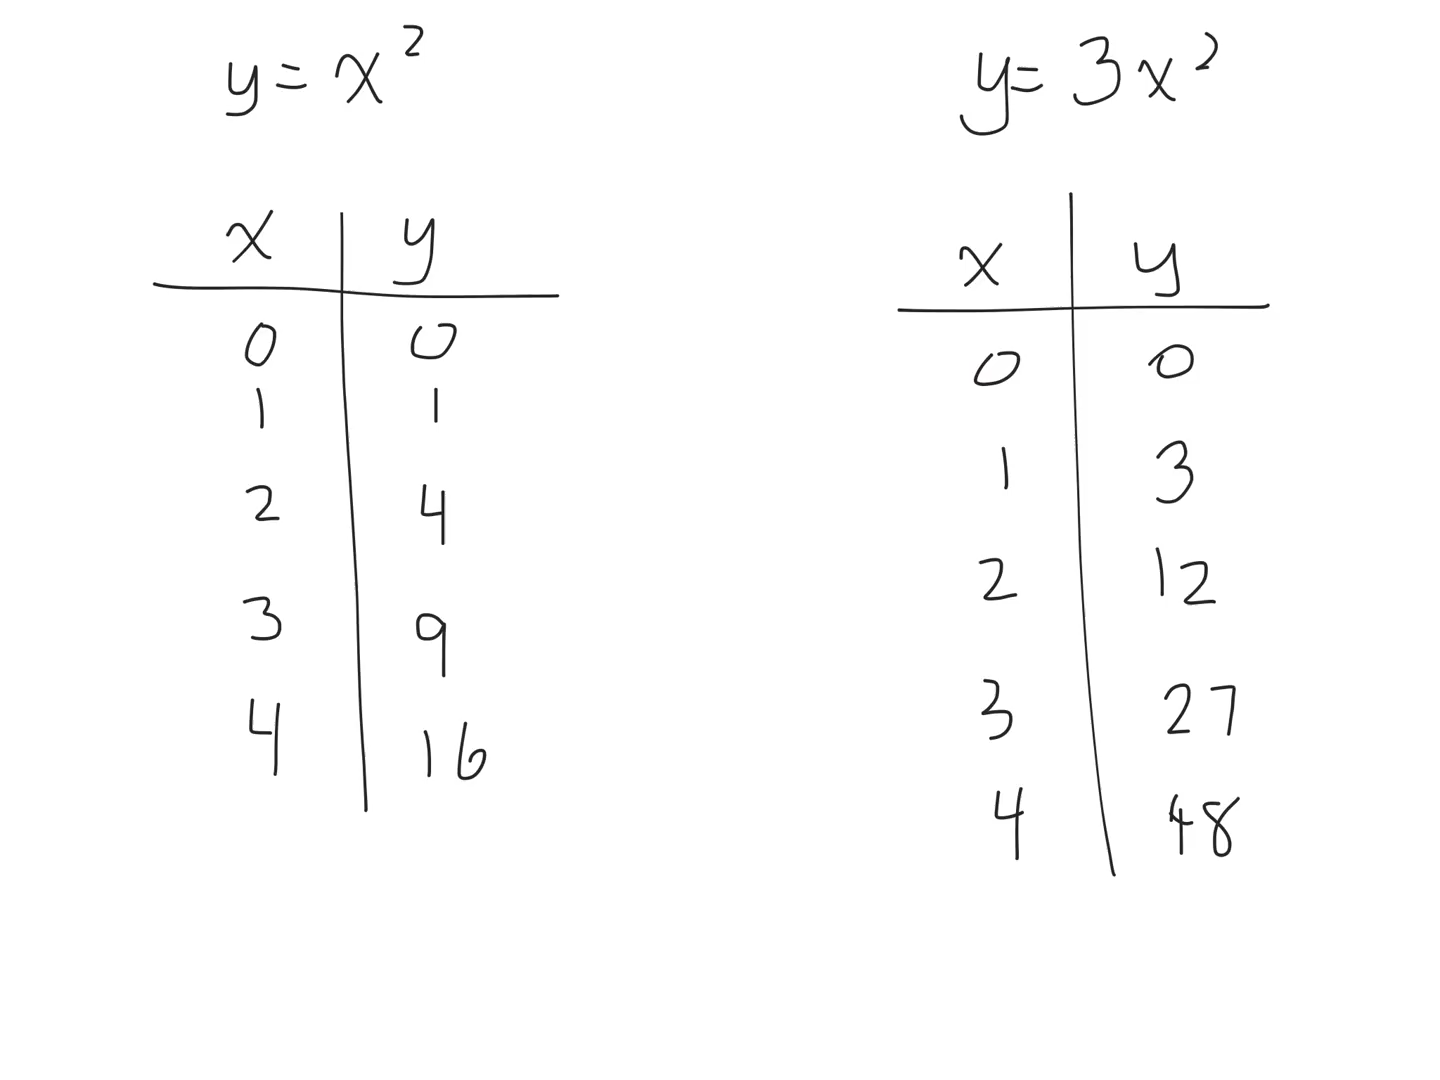 y = x²
x y
0 0
1 1
2 4
3 9
4 16
y = 3x²
x y
0 0
1 3
2 12
3 27
4 48